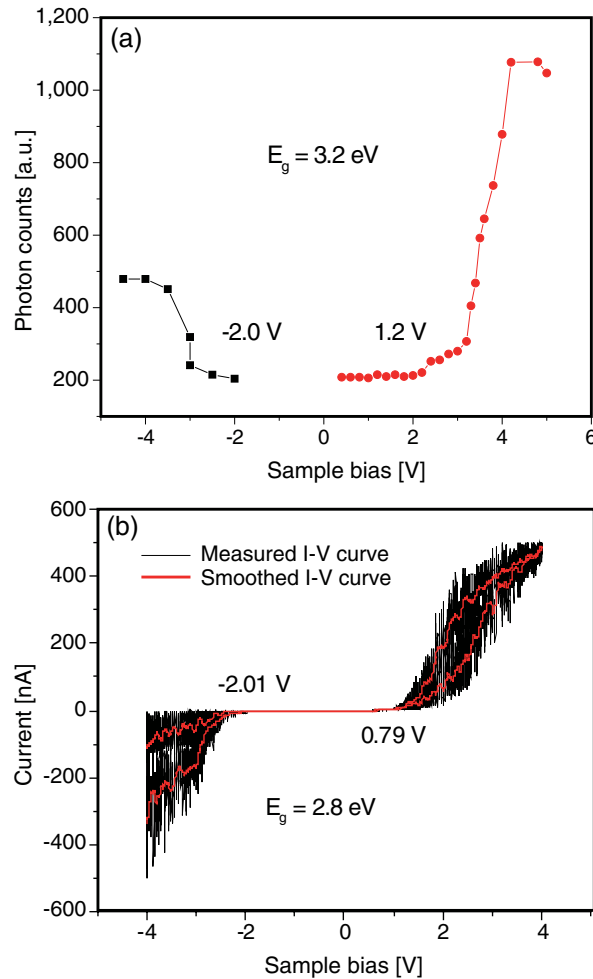 (a)
1,200
1,000
800
600
400
200
E_g = 3.2 eV
-2.0 V
1.2 V
Photon counts [a.u.]
-4 -2 0 2 4 6
Sample bias [V]
(b)
600
400
200
0
-200
-400
-600
Measured I-V curve
Smoothed I-V curve
-2.01 V
0.79 V
E_g = 2.8 eV
Current [nA]
-4 -2 0 2 4
Sample bias [V]